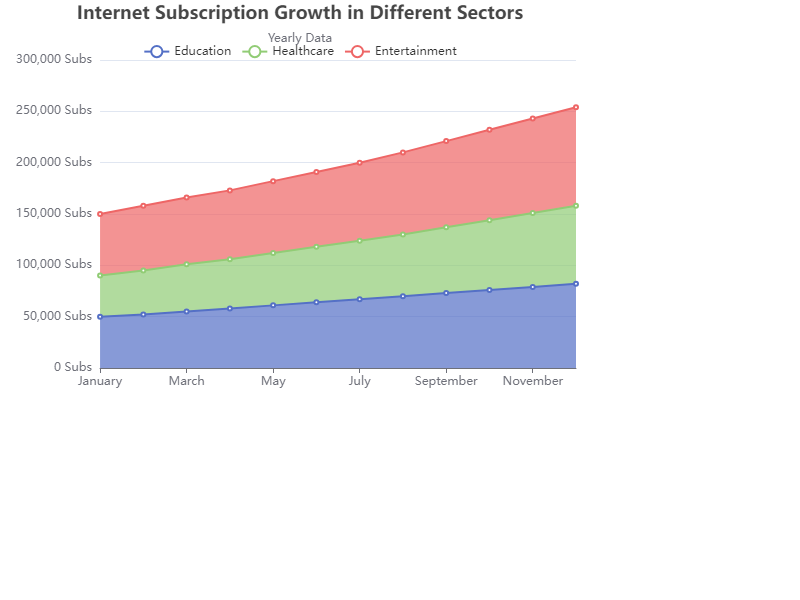 Internet Subscription Growth in Different Sectors
Yearly Data
Education Healthcare Entertainment
300,000 Subs
250,000 Subs
200,000 Subs
150,000 Subs
100,000 Subs
50,000 Subs
0 Subs
January March May July September November